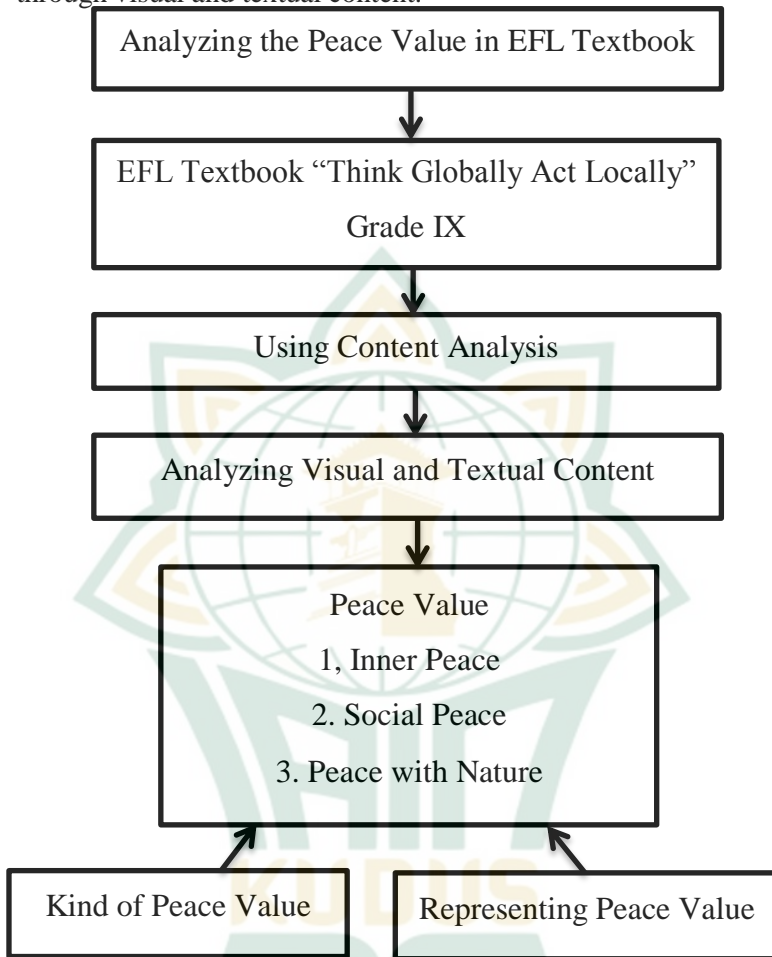 through visual and textual content.
Analyzing the Peace Value in EFL Textbook
EFL Textbook “Think Globally Act Locally”
Grade IX
Using Content Analysis
Analyzing Visual and Textual Content
Peace Value
1, Inner Peace
2. Social Peace
3. Peace with Nature
Kind of Peace Value
Representing Peace Value
KUDUS